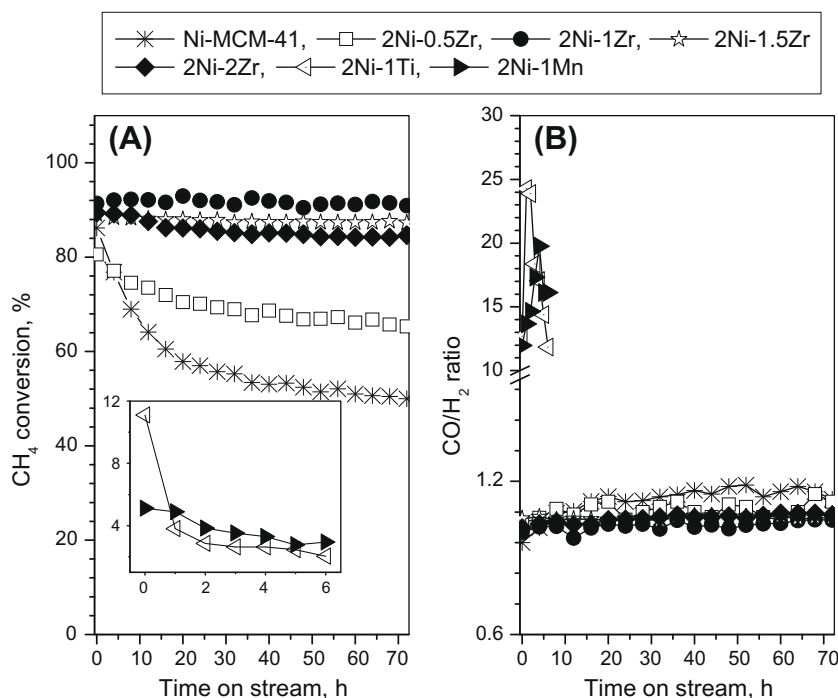 Ni-MCM-41, 2Ni-0.5Zr, 2Ni-1Zr, 2Ni-1.5Zr
2Ni-2Zr, 2Ni-1Ti, 2Ni-1Mn
(A)
CH4 conversion, %
100
80
60
40
20
0
12
8
4
0 2 4 6
0 10 20 30 40 50 60 70
Time on stream, h
(B)
CO/H2 ratio
30
25
20
15
10
1.2
0.6
0 10 20 30 40 50 60 70
Time on stream, h